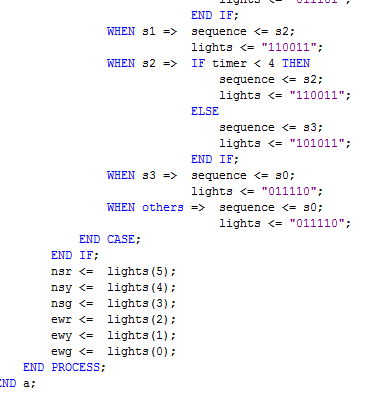 END IF;
WHEN s1 => sequence <= s2;
lights <= "110011";
WHEN s2 => IF timer < 4 THEN
sequence <= s2;
lights <= "110011";
ELSE
sequence <= s3;
lights <= "101011";
END IF;
WHEN s3 => sequence <= s0;
lights <= "011110";
WHEN others => sequence <= s0;
lights <= "011110";
END CASE;
END IF;
nsr <= lights(5);
nsy <= lights(4);
nsg <= lights(3);
ewr <= lights(2);
ewy <= lights(1);
ewg <= lights(0);
END PROCESS;
END a;